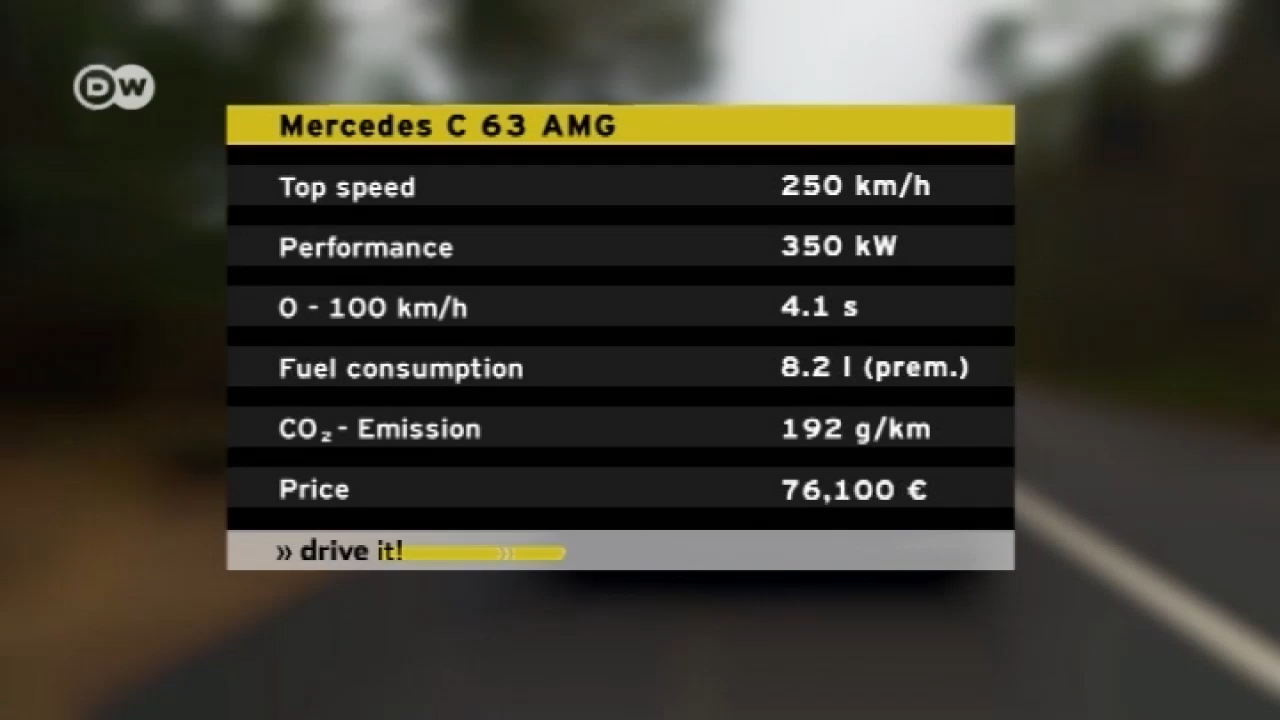 DW
Mercedes C 63 AMG
Top speed 250 km/h
Performance 350 kW
0 - 100 km/h 4.1 s
Fuel consumption 8.2 l (prem.)
CO₂- Emission 192 g/km
Price 76,100 €
» drive it!